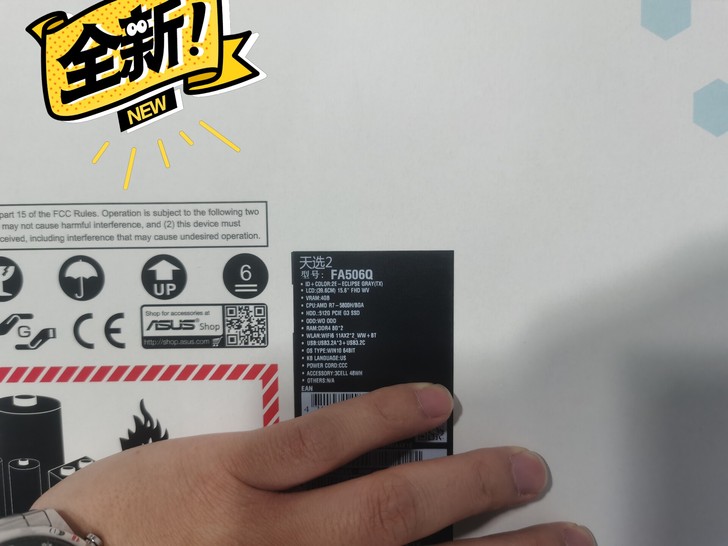 全新!
NEW
part 15 of the FCC Rules. Operation is subject to the following two
may not cause harmful interference, and (2) this device must
ceived, including interference that may cause undesired operation.
UP
6
G
CE
Shop for accessories at
ASUS® Shop
http://shop.asus.com
天选2
型号: FA506Q
• ID+COLOR:2E-ECLIPSE GRAY(TX)
• LCD:(39.6CM) 15.6" FHD WV
• VRAM:4GB
• CPU:AMD R7-5800H/BGA
• HDD:512G PCIE G3 SSD
• ODD:WO ODD
• RAM:DDR4 8G*2
• WLAN:WIFI6 11AX2*2_WW+BT
• USB:USB3.2A*3+USB3.2C
• OS TYPE:WIN10 64BIT
• KB LANGUAGE:US
• POWER CORD:CCC
• ACCESSORY:3CELL 48WH
• OTHERS:N/A
EAN
4